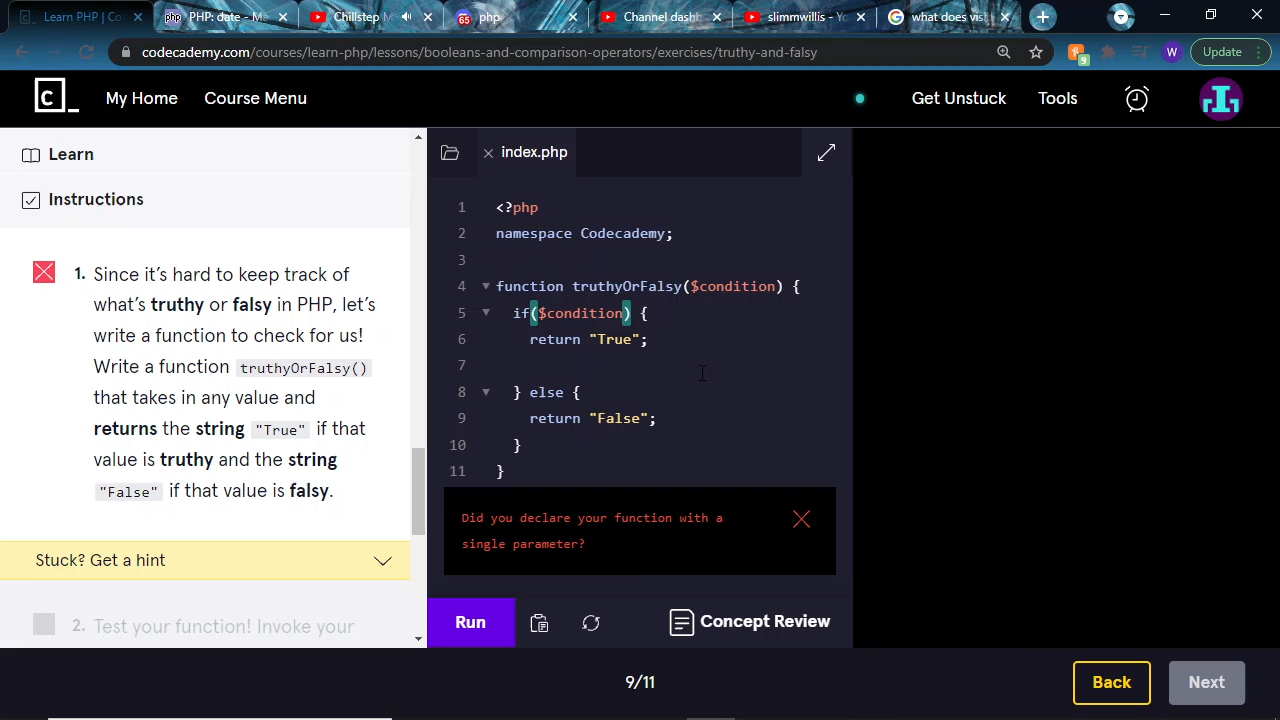 Learn PHP | Co
PHP: date - Ma
Chillstep M
php
Channel dashb
slimmwillis - Yo
what does visi
codecademy.com/courses/learn-php/lessons/booleans-and-comparison-operators/exercises/truthy-and-falsy
9
W
Update
C_
My Home
Course Menu
Get Unstuck
Tools
Learn
Instructions
1. Since it's hard to keep track of
what's truthy or falsy in PHP, let's
write a function to check for us!
Write a function truthyOrFalsy()
that takes in any value and
returns the string "True" if that
value is truthy and the string
"False" if that value is falsy.
Stuck? Get a hint
2. Test your function! Invoke your
index.php
1 <?php
2 namespace Codecademy;
3
4 function truthyOrFalsy($condition) {
5 if($condition) {
6 return "True";
7
8 } else {
9 return "False";
10 }
11 }
Did you declare your function with a
single parameter?
Run
Concept Review
9/11
Back
Next